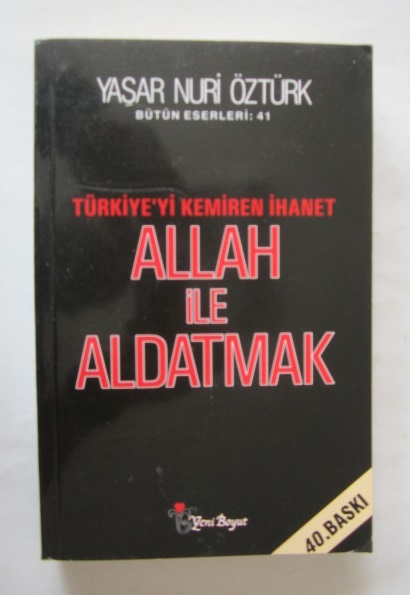 YAŞAR NURİ ÖZTÜRK
BÜTÜN ESERLERİ: 41
TÜRKİYE'Yİ KEMİREN İHANET
ALLAH
İLE
ALDATMAK
Yeni Boyut
40.BASKI